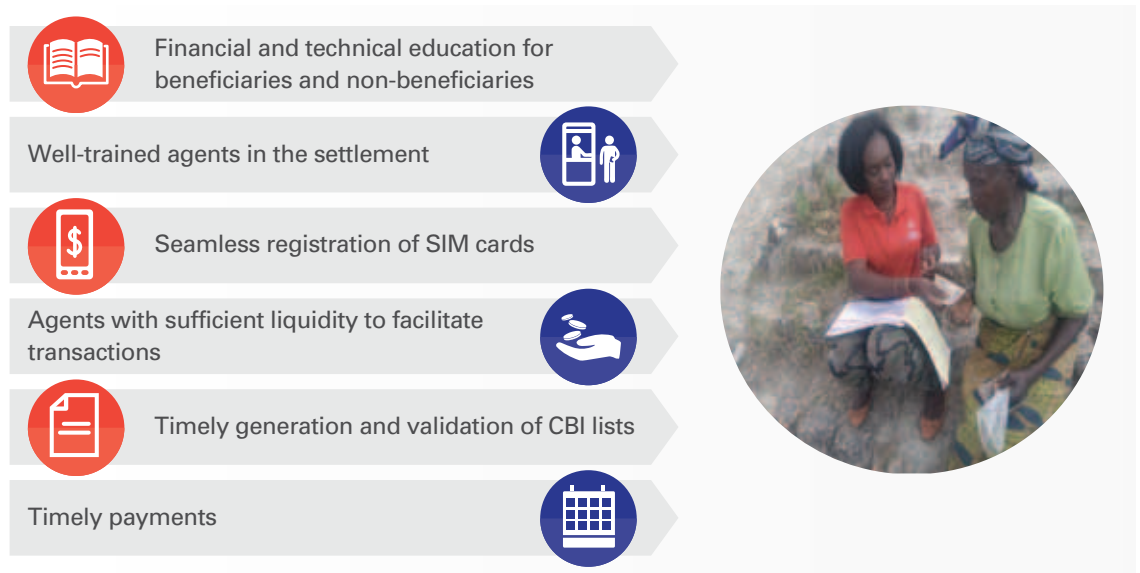 Financial and technical education for
beneficiaries and non-beneficiaries
Well-trained agents in the settlement
$
Seamless registration of SIM cards
Agents with sufficient liquidity to facilitate
transactions
Timely generation and validation of CBI lists
Timely payments